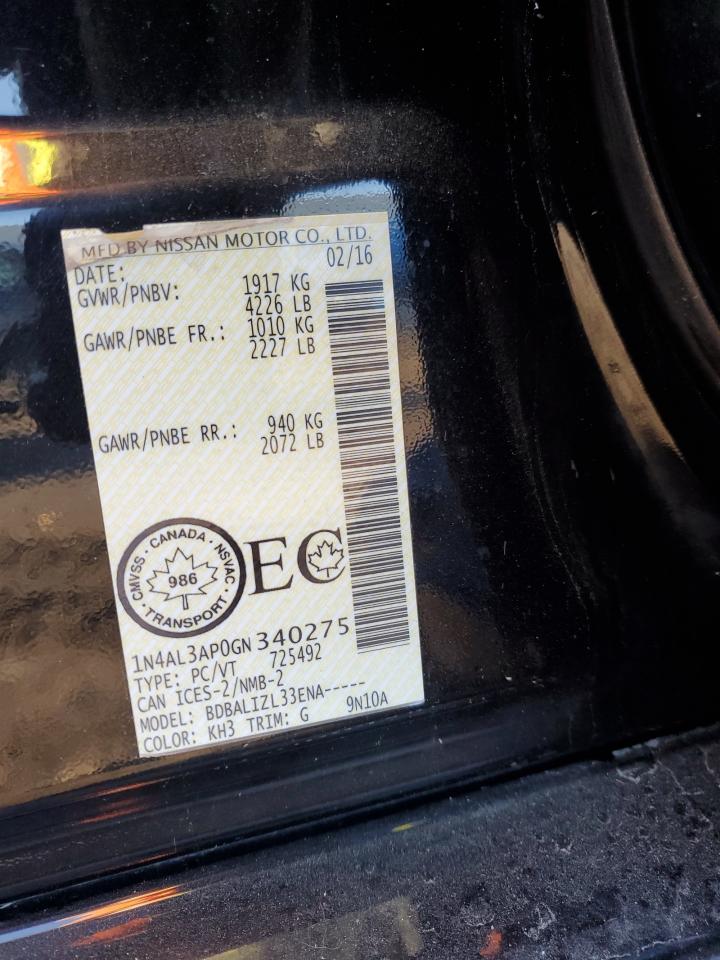 MFD BY NISSAN MOTOR CO., LTD.
DATE: 02/16
GVWR/PNBV: 1917 KG
4226 LB
GAWR/PNBE FR.: 1010 KG
2227 LB
GAWR/PNBE RR.: 940 KG
2072 LB
CMVSS · CANADA · NSVAC
986
· TRANSPORT ·
EC
1N4AL3AP0GN 340275
TYPE: PC/VT 725492
CAN ICES-2/NMB-2
MODEL: BDBALIZL33ENA-----
COLOR: KH3 TRIM: G 9N10A